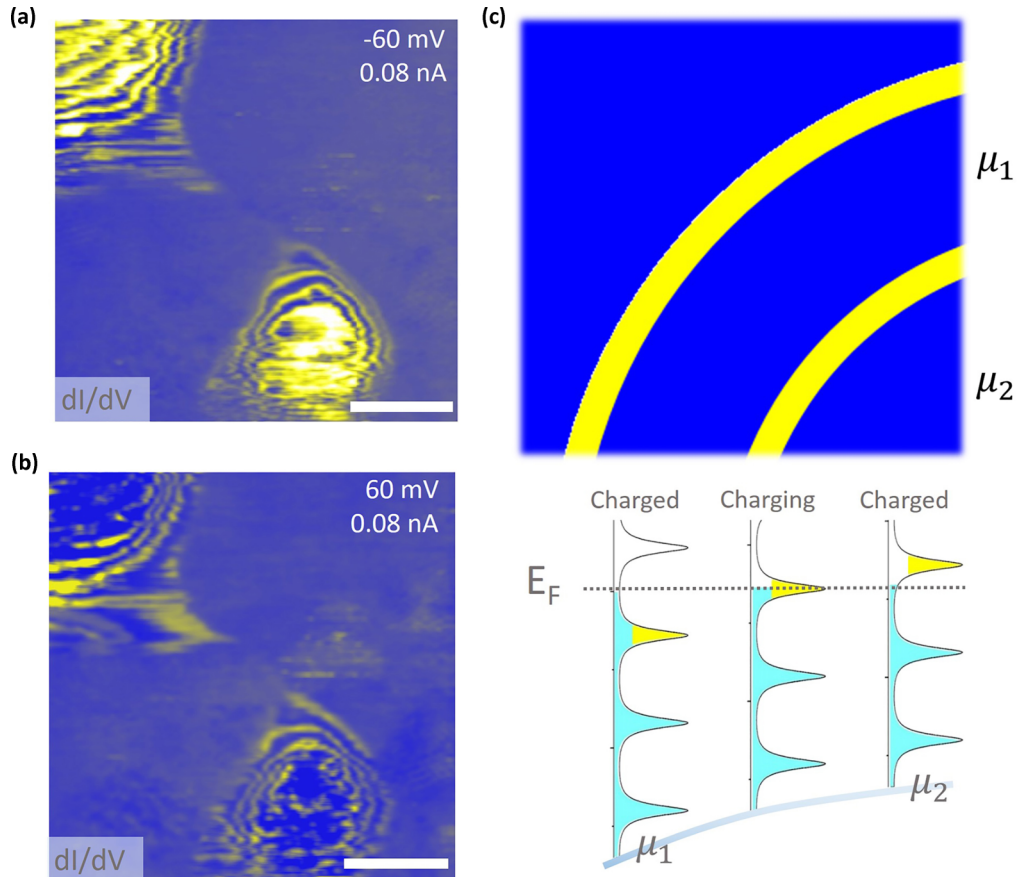 (a)
-60 mV
0.08 nA
dI/dV
(b)
60 mV
0.08 nA
dI/dV
(c)
μ₁
μ₂
Charged Charging Charged
E_F
μ₁
μ₂